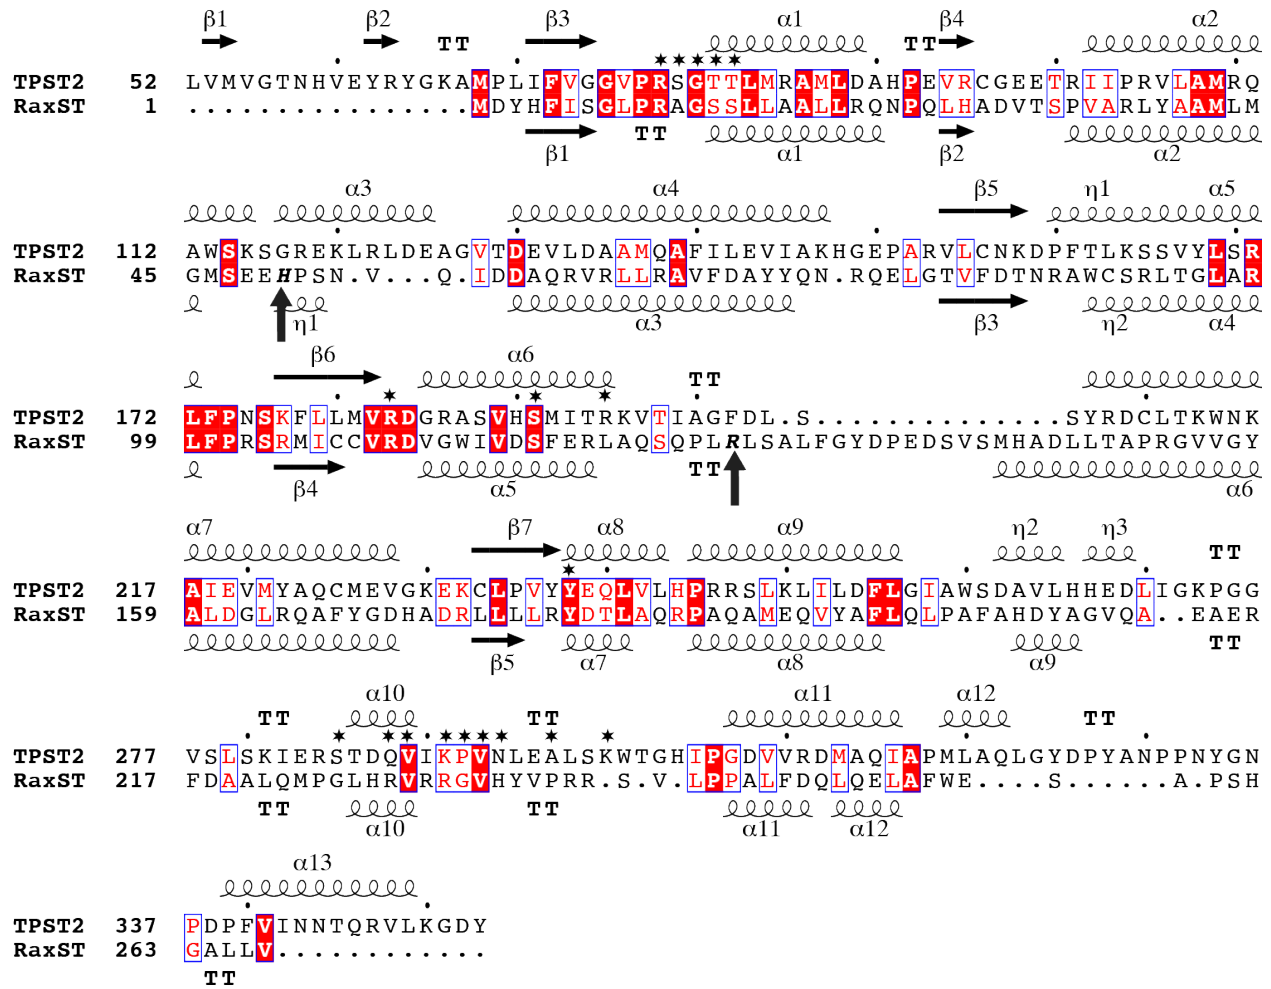 β1 β2 β3 α1 β4 α2
TT TT
TPST2 52 LVMVGTNHVEYRYGKAMPLIFVGGVPRSGTTLMRAMLDAHPEVRCGEETRIIPRVLAMRQ
RaxST 1 ................MDYHFISGLPRAGSSLLAALLRQNPQLHADVTSPVARLYAAMLM
TT
β1 α1 β2 α2
α3 α4 β5 η1 α5
TPST2 112 AWSKSGREKLRLDEAGVTDEVLDAAMQAFILEVIAKHGEPARVLCNKDPFTLKSSVYLSR
RaxST 45 GMSEEHPSN.V...Q.IDDAQRVRLLRAVFDAYYQN.RQELGTVFDTNRAWCSRLTGLAR
η1 α3 β3 η2 α4
β6 α6
TT
TPST2 172 LFPNSKFLLMVRDGRASVHSMITRKVTIAGFDL.S..............SYRDCLTKWNK
RaxST 99 LFPRSRMICCVRDVGWIVDSFERLAQSQPLRLSALFGYDPEDSVSMHADLLTAPRGVVGY
TT
β4 α5 α6
α7 β7 α8 α9 η2 η3
TT
TPST2 217 AIEVMYAQCMEVGKEKCLPVYYEQLVLHPRRSLKLILDFLGIAWSDAVLHHEDLIGKPGG
RaxST 159 ALDGLRQAFYGDHADRLLLLRYDTLAQRPAQAMEQVYAFLQLPAFAHDYAGVQA..EAER
TT
β5 α7 α8 α9
α10 α11 α12
TT TT TT
TPST2 277 VSLSKIERSTDQVIKPVNLEALSKWTGHIPGDVVRDMAQIAPMLAQLGYDPYANPPNYGN
RaxST 217 FDAALQMPGLHRVRRGVHYVPRR.S.V.LPPALFDQLQELAFWE....S......A.PSH
TT TT
α10 α11 α12
α13
TPST2 337 PDPFVINNTQRVLKGDY
RaxST 263 GALLV............
TT